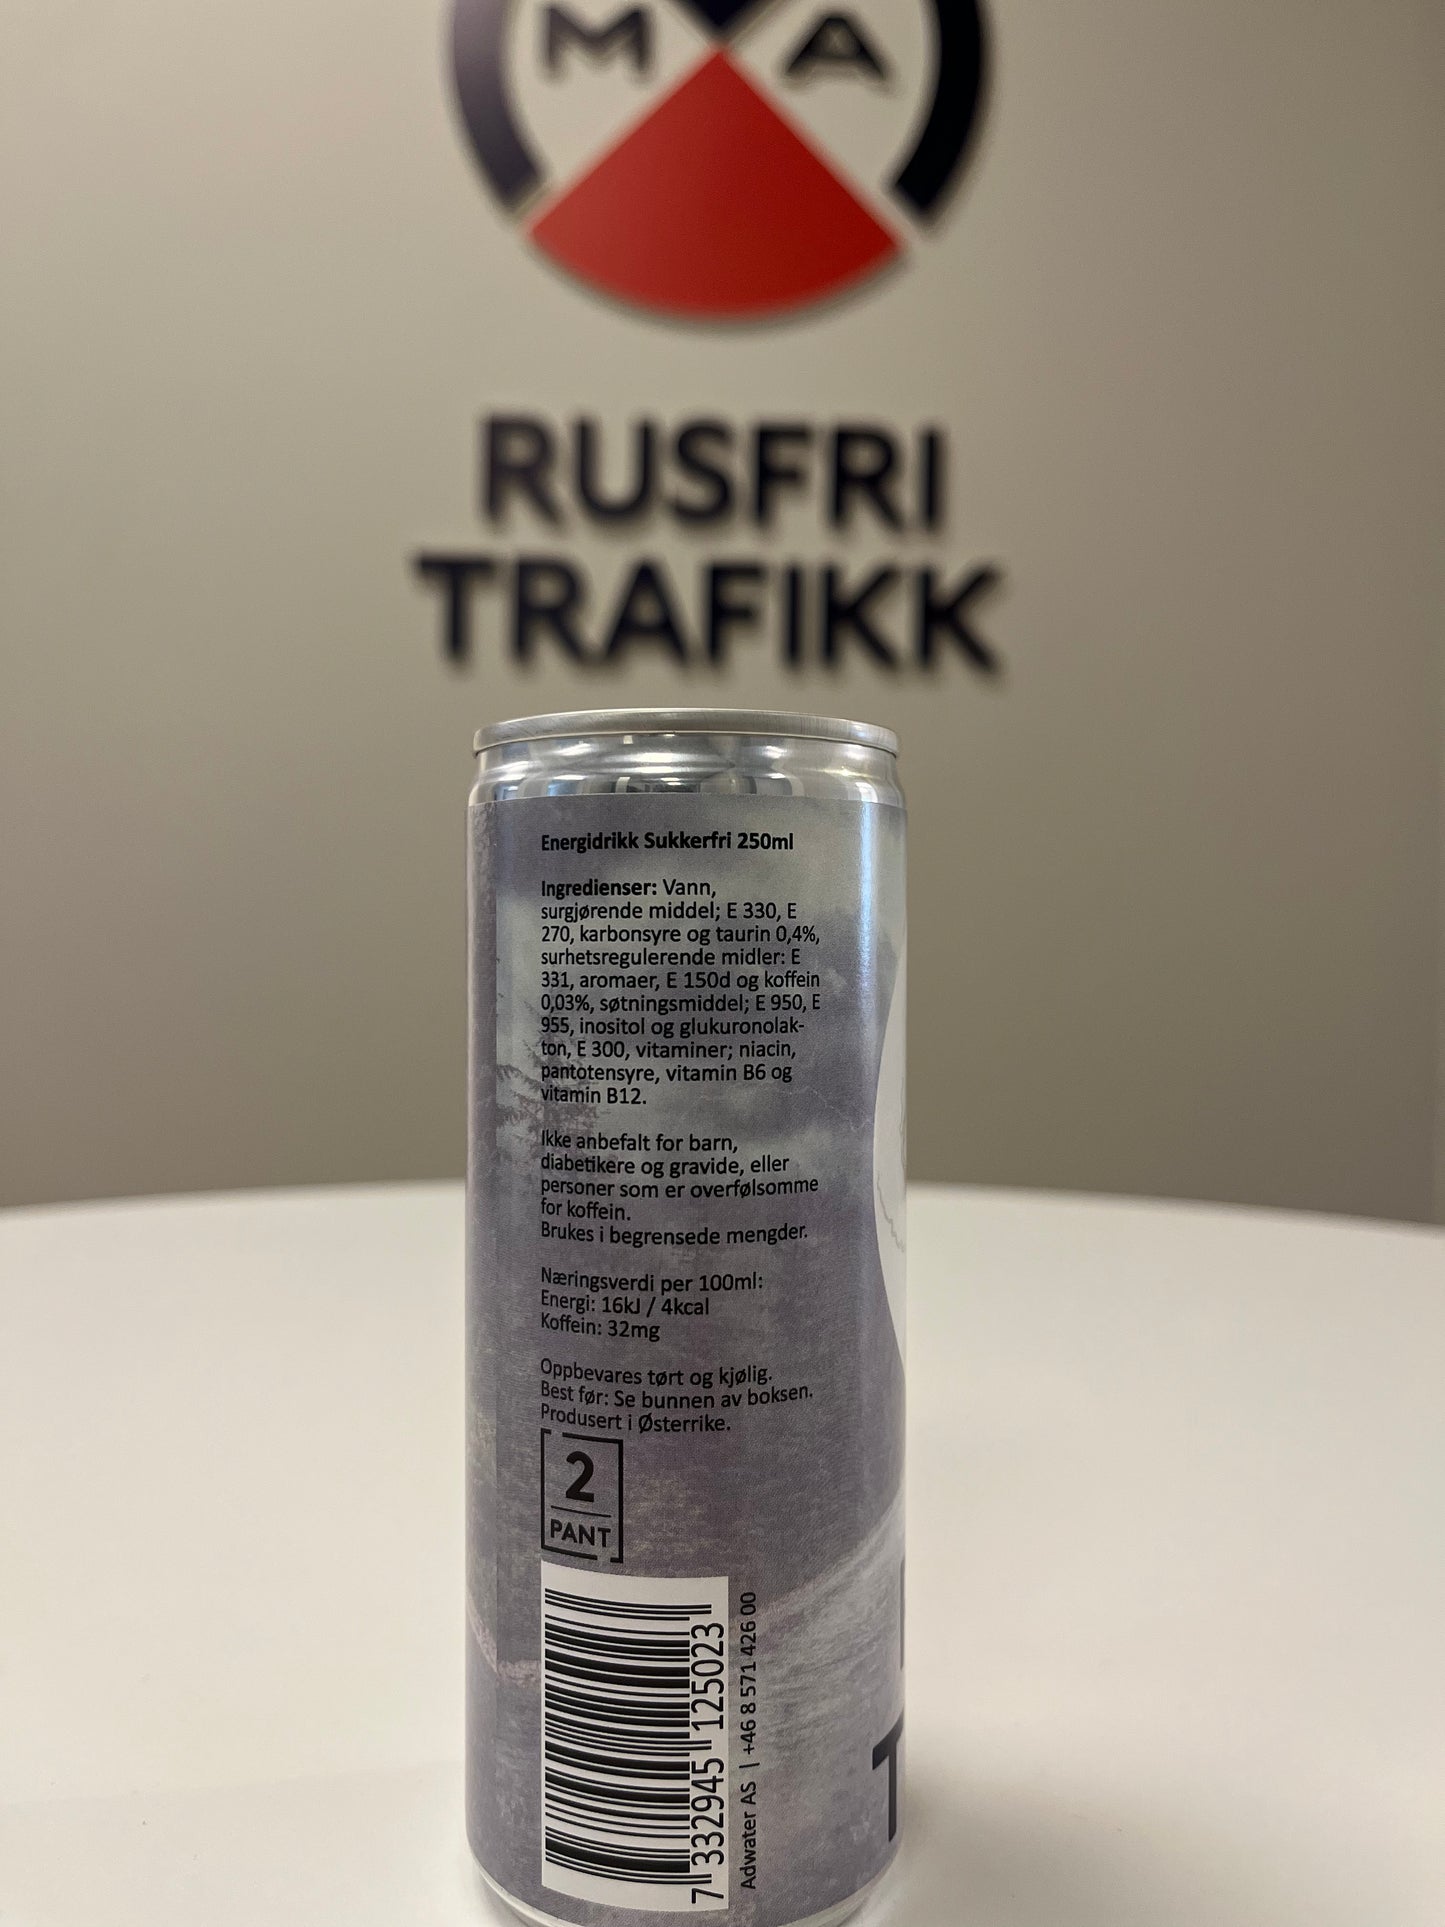 M A
RUSFRI
TRAFIKK
Energidrikk Sukkerfri 250ml
Ingredienser: Vann,
surgjørende middel; E 330, E
270, karbonsyre og taurin 0,4%,
surhetsregulerende midler: E
331, aromaer, E 150d og koffein
0,03%, søtningsmiddel; E 950, E
955, inositol og glukuronolak-
ton, E 300, vitaminer; niacin,
pantotensyre, vitamin B6 og
vitamin B12.
Ikke anbefalt for barn,
diabetikere og gravide, eller
personer som er overfølsomme
for koffein.
Brukes i begrensede mengder.
Næringsverdi per 100ml:
Energi: 16kJ / 4kcal
Koffein: 32mg
Oppbevares tørt og kjølig.
Best før: Se bunnen av boksen.
Produsert i Østerrike.
2
PANT
7 332945 125023
Adwater AS | +46 8 571 426 00
T